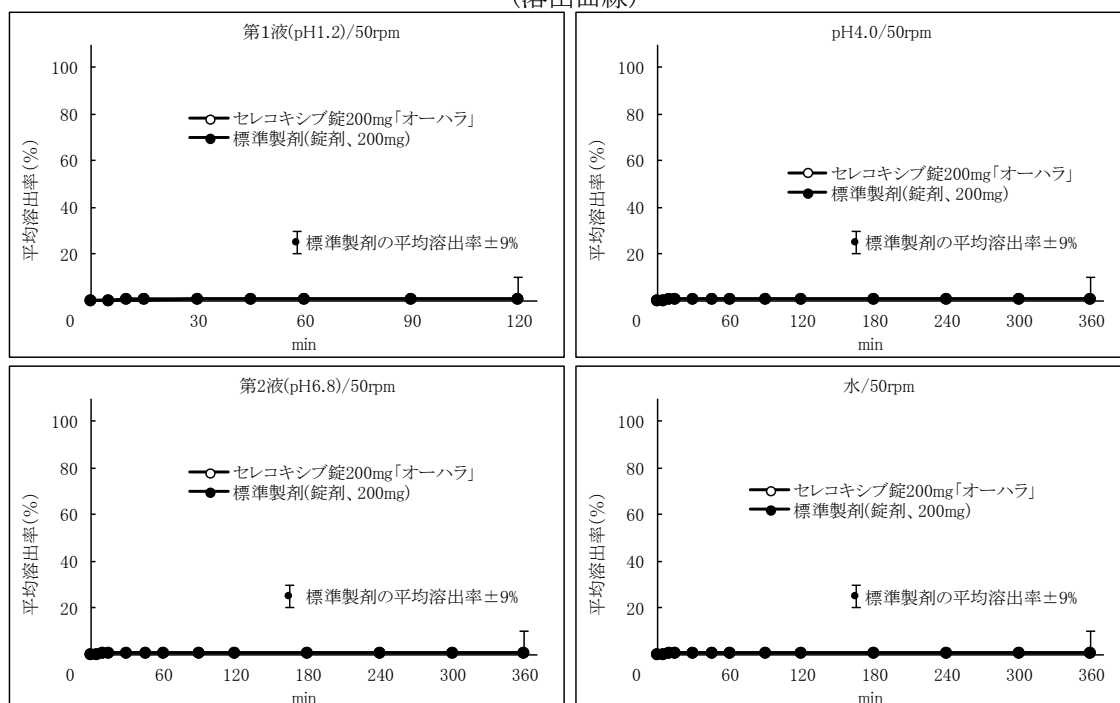 (溶出曲線)
第1液(pH1.2)/50rpm
100
80
60
40
20
0
平均溶出率(%)
セレコキシブ錠200mg「オーハラ」
標準製剤(錠剤、200mg)
標準製剤の平均溶出率±9%
30
60
90
120
min
pH4.0/50rpm
100
80
60
40
20
0
平均溶出率(%)
セレコキシブ錠200mg「オーハラ」
標準製剤(錠剤、200mg)
標準製剤の平均溶出率±9%
60
120
180
240
300
360
min
第2液(pH6.8)/50rpm
100
80
60
40
20
0
平均溶出率(%)
セレコキシブ錠200mg「オーハラ」
標準製剤(錠剤、200mg)
標準製剤の平均溶出率±9%
60
120
180
240
300
360
min
水/50rpm
100
80
60
40
20
0
平均溶出率(%)
セレコキシブ錠200mg「オーハラ」
標準製剤(錠剤、200mg)
標準製剤の平均溶出率±9%
60
120
180
240
300
360
min